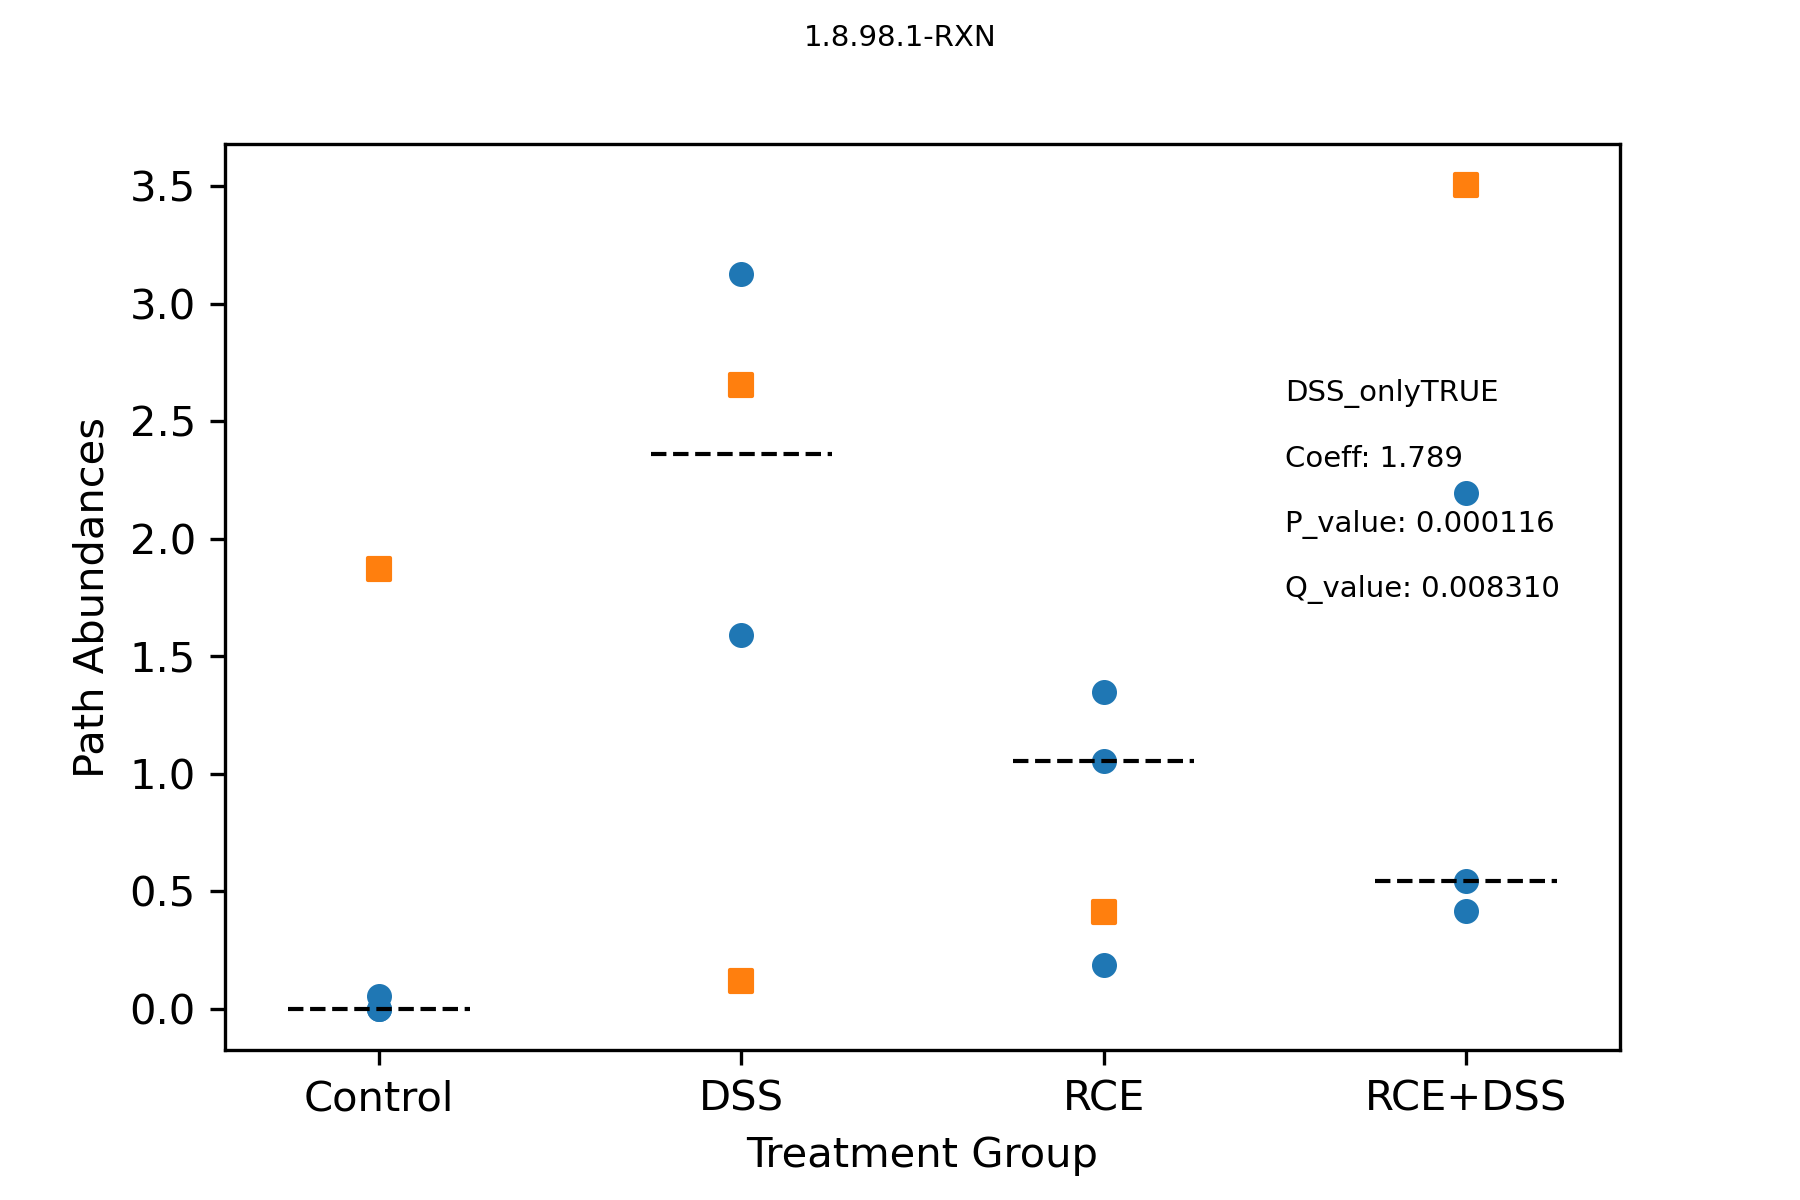 1.8.98.1-RXN
Path Abundances
3.5
3.0
2.5
2.0
1.5
1.0
0.5
0.0
DSS_onlyTRUE
Coeff: 1.789
P_value: 0.000116
Q_value: 0.008310
Control
DSS
RCE
RCE+DSS
Treatment Group